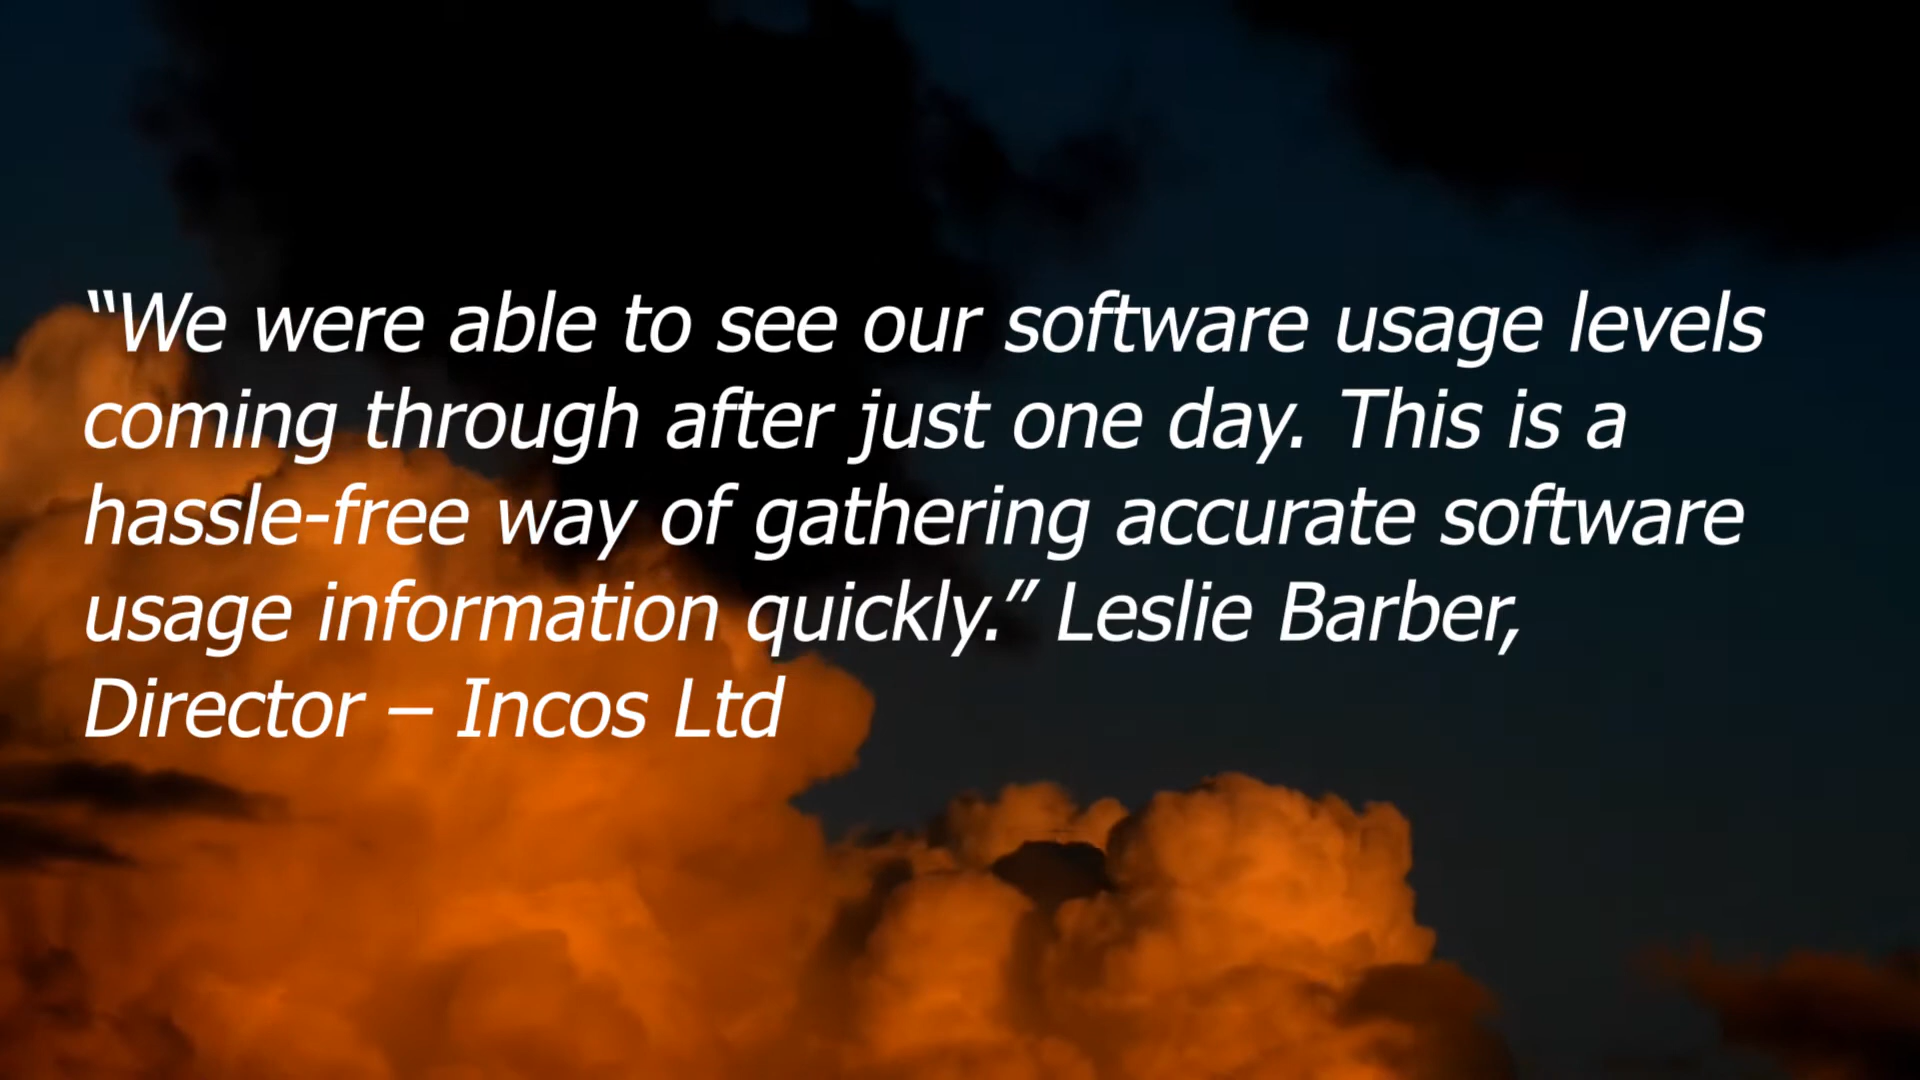 “We were able to see our software usage levels
coming through after just one day. This is a
hassle-free way of gathering accurate software
usage information quickly.” Leslie Barber,
Director – Incos Ltd